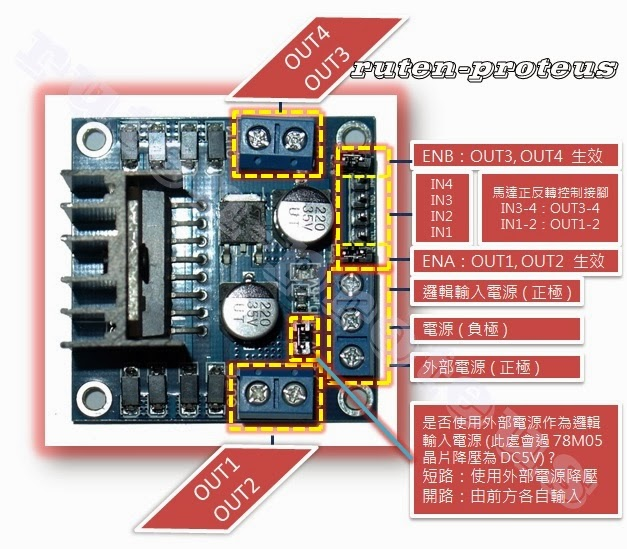 OUT4
OUT3
ruten-proteus
ENB：OUT3, OUT4 生效
IN4
IN3
IN2
IN1
馬達正反轉控制接腳
IN3-4：OUT3-4
IN1-2：OUT1-2
ENA：OUT1, OUT2 生效
邏輯輸入電源 ( 正極 )
電源 ( 負極 )
外部電源 ( 正極 )
220
35V
UT
220
35V
UT
是否使用外部電源作為邏輯
輸入電源 (此處會過 78M05
晶片降壓為 DC5V)？
短路：使用外部電源降壓
開路：由前方各自輸入
OUT1
OUT2